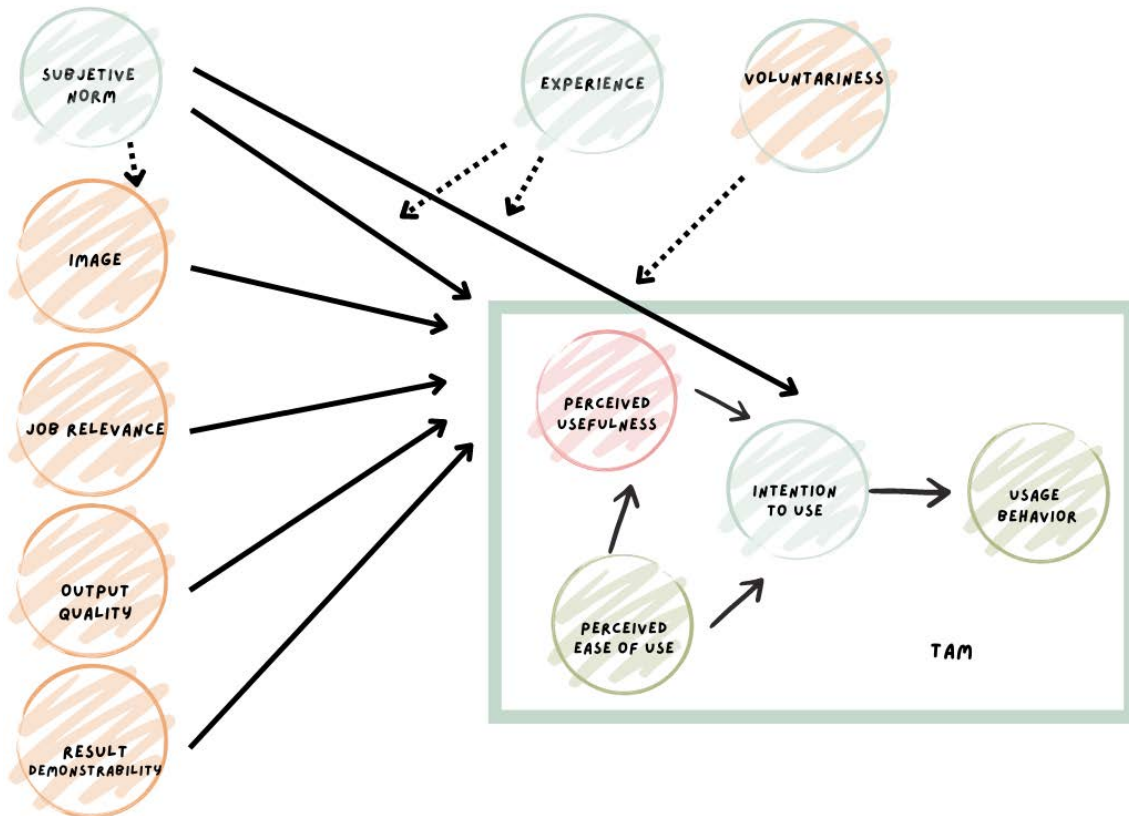 SUBJETIVE
NORM
EXPERIENCE
VOLUNTARINESS
IMAGE
JOB RELEVANCE
OUTPUT
QUALITY
RESULT
DEMONSTRABILITY
PERCEIVED
USEFULNESS
INTENTION
TO USE
USAGE
BEHAVIOR
PERCEIVED
EASE OF USE
TAM